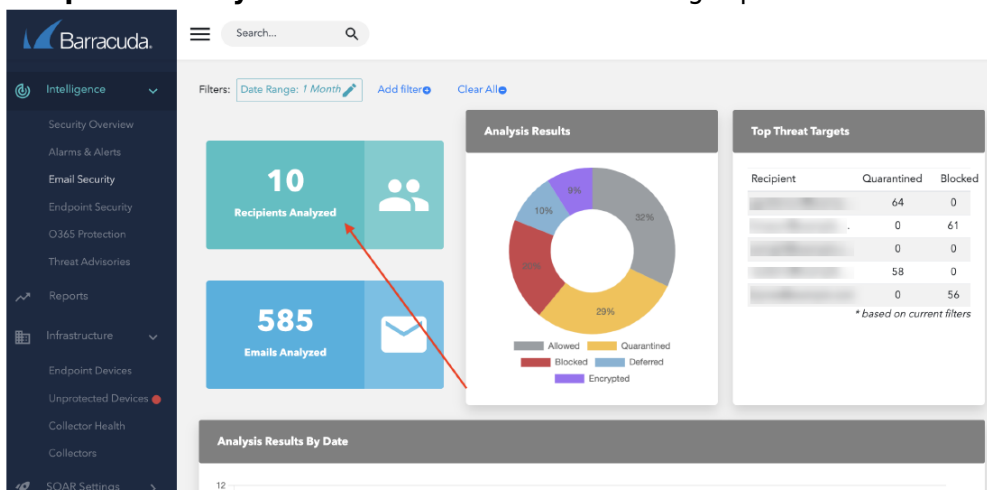 Barracuda.
Search...
Intelligence
Security Overview
Alarms & Alerts
Email Security
Endpoint Security
O365 Protection
Threat Advisories
Reports
Infrastructure
Endpoint Devices
Unprotected Devices
Collector Health
Collectors
SOAR Settings
Filters: Date Range: 1 Month Add filter Clear All
10
Recipients Analyzed
585
Emails Analyzed
Analysis Results
9%
10%
32%
29%
Allowed Quarantined
Blocked Deferred
Encrypted
Top Threat Targets
Recipient Quarantined Blocked
64 0
0 61
0 0
58 0
0 56
* based on current filters
Analysis Results By Date
12